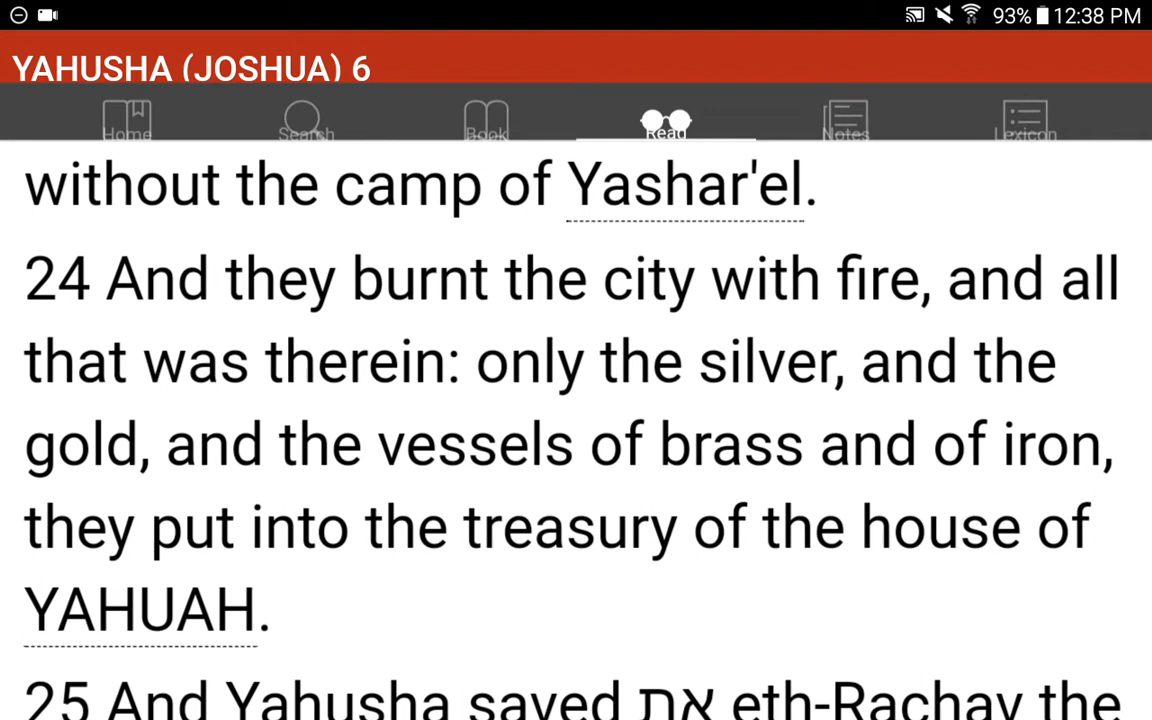 93% 12:38 PM
YAHUSHA (JOSHUA) 6
Home Search Book Read Notes Lexicon
without the camp of Yashar'el.
24 And they burnt the city with fire, and all
that was therein: only the silver, and the
gold, and the vessels of brass and of iron,
they put into the treasury of the house of
YAHUAH.
25 And Yahusha saved את eth-Rachav the